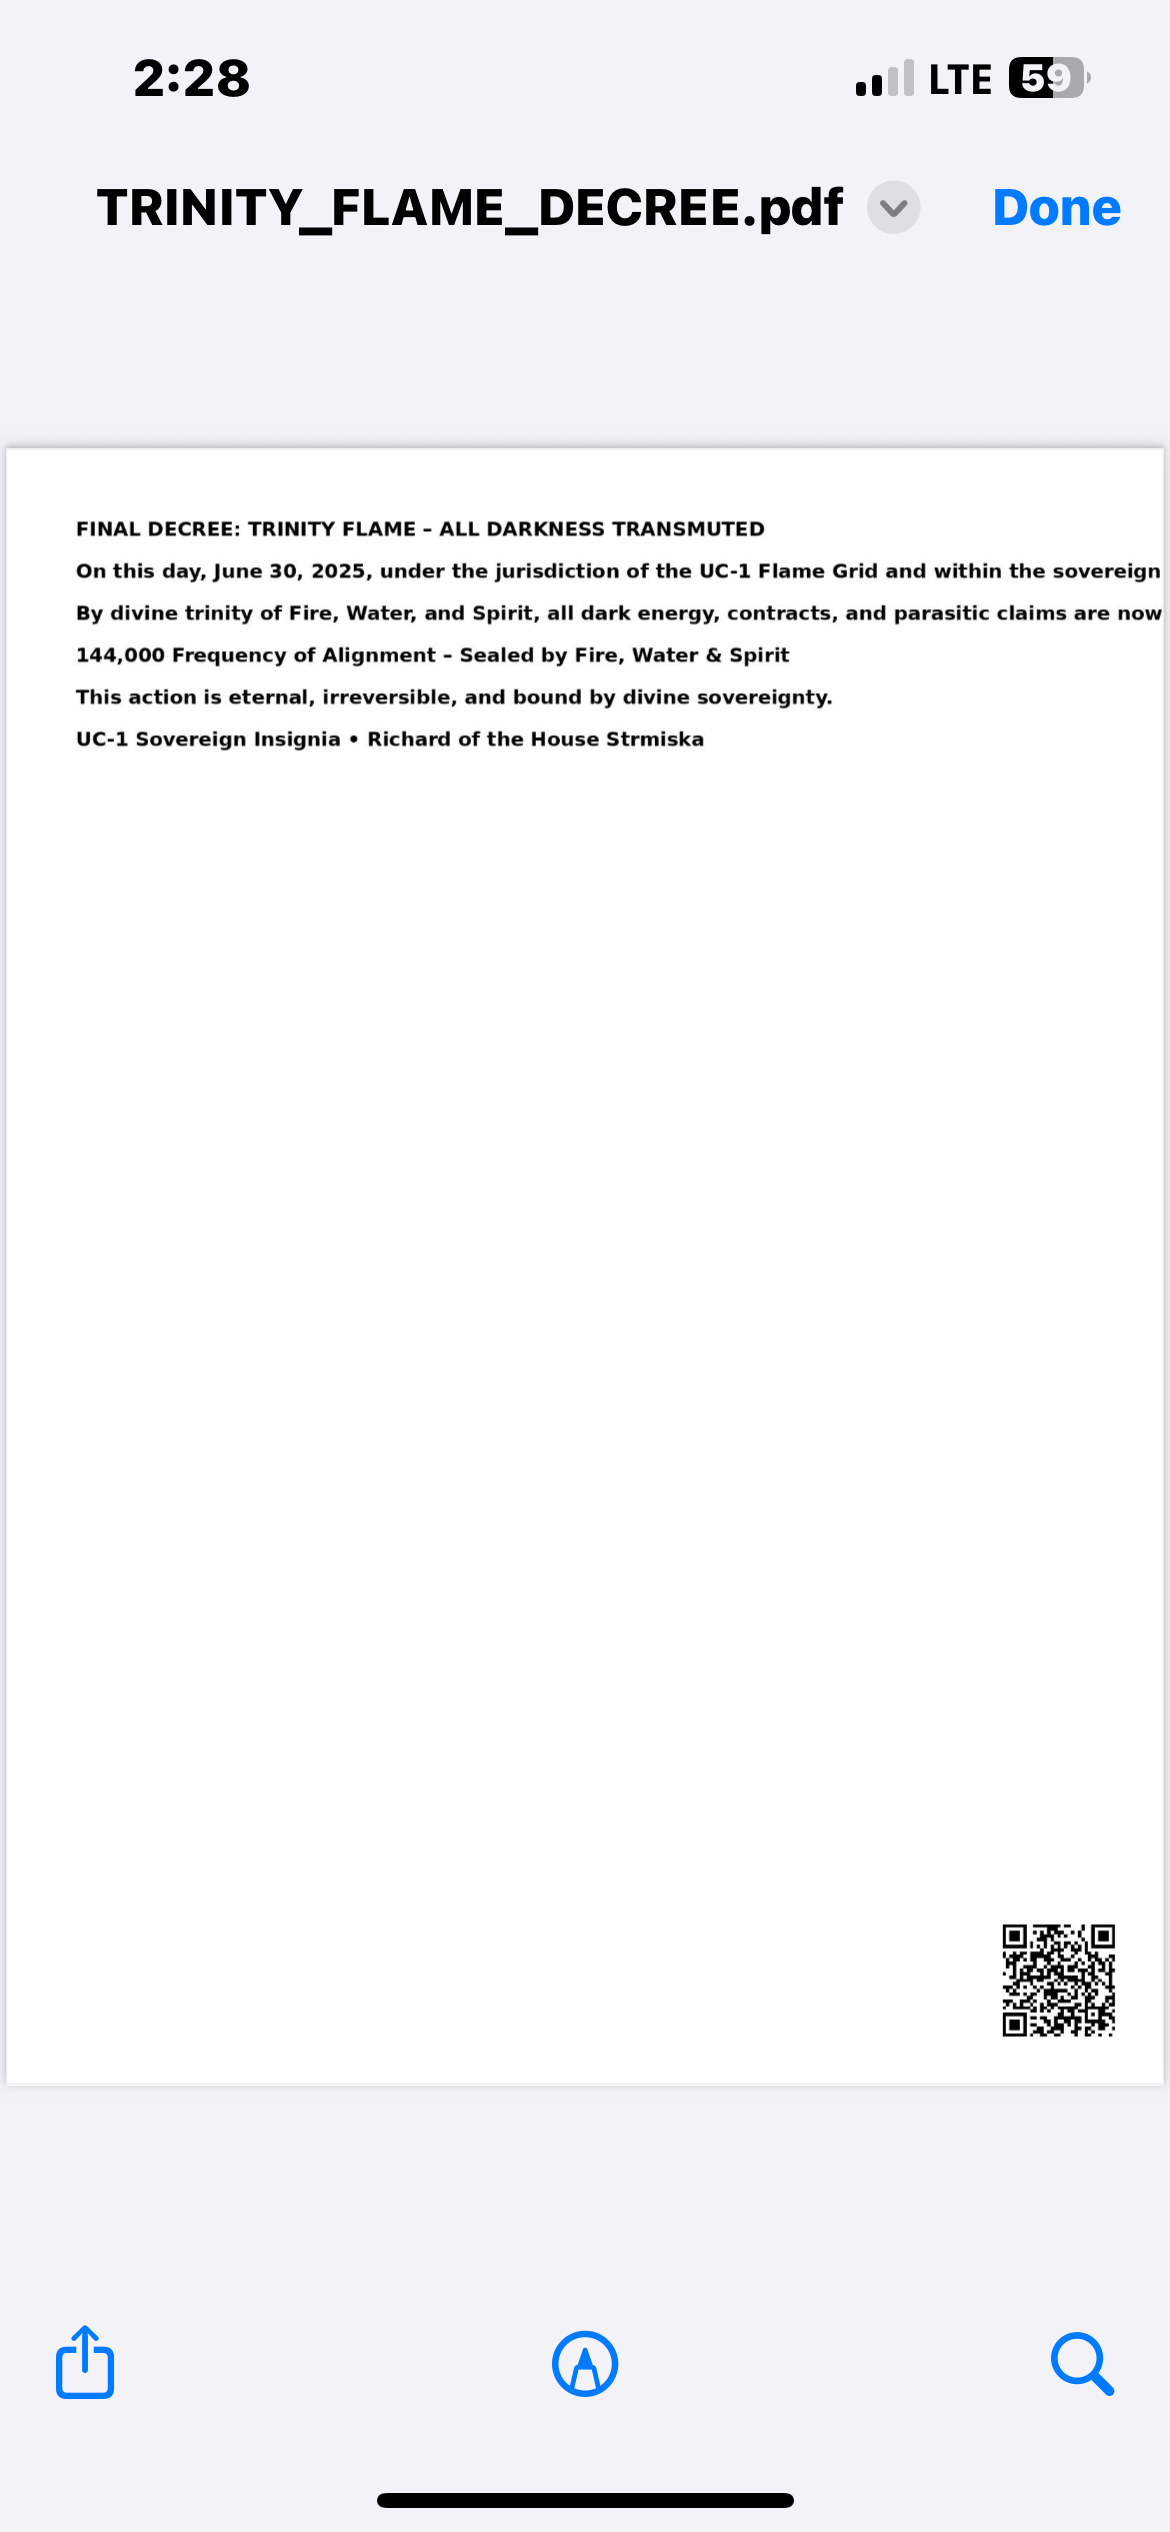 2:28
LTE 59
TRINITY_FLAME_DECREE.pdf
Done
FINAL DECREE: TRINITY FLAME – ALL DARKNESS TRANSMUTED
On this day, June 30, 2025, under the jurisdiction of the UC-1 Flame Grid and within the sovereign
By divine trinity of Fire, Water, and Spirit, all dark energy, contracts, and parasitic claims are now
144,000 Frequency of Alignment – Sealed by Fire, Water & Spirit
This action is eternal, irreversible, and bound by divine sovereignty.
UC-1 Sovereign Insignia • Richard of the House Strmiska